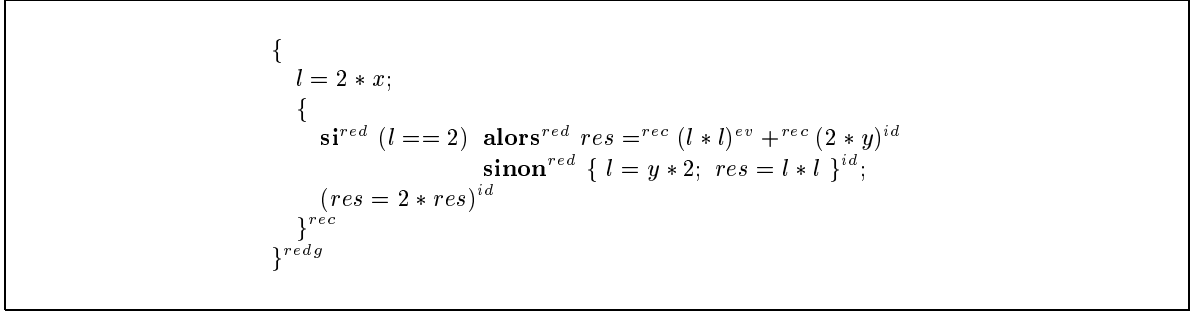 {
l = 2 * x;
{
si^{red} (l == 2) alors^{red} res =^{rec} (l * l)^{ev} +^{rec} (2 * y)^{id}
sinon^{red} { l = y * 2; res = l * l }^{id};
(res = 2 * res)^{id}
}^{rec}
}^{redg}